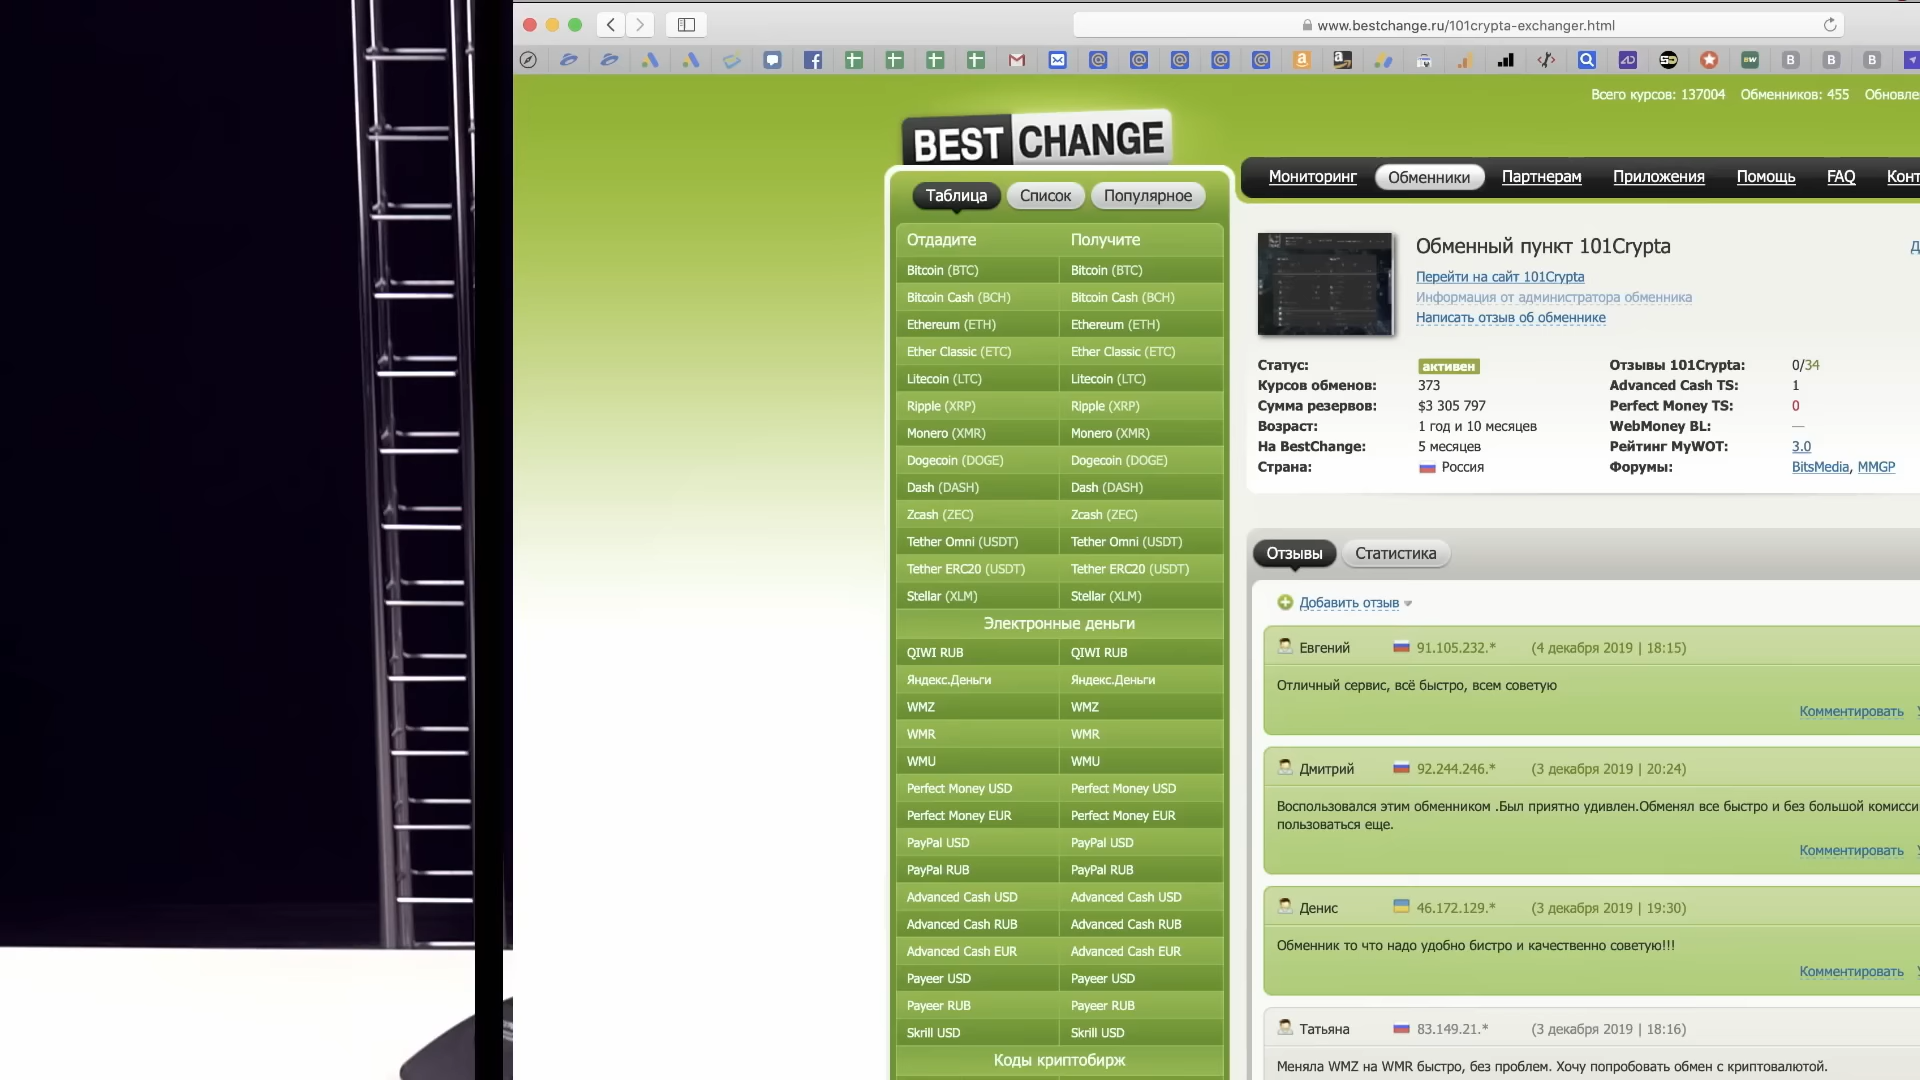 www.bestchange.ru/101crypta-exchanger.html
Всего курсов: 137004 Обменников: 455
BEST CHANGE
Мониторинг Обменники Партнерам Приложения Помощь FAQ
Таблица Список Популярное
Отдадите Получите
Bitcoin (BTC) Bitcoin (BTC)
Bitcoin Cash (BCH) Bitcoin Cash (BCH)
Ethereum (ETH) Ethereum (ETH)
Ether Classic (ETC) Ether Classic (ETC)
Litecoin (LTC) Litecoin (LTC)
Ripple (XRP) Ripple (XRP)
Monero (XMR) Monero (XMR)
Dogecoin (DOGE) Dogecoin (DOGE)
Dash (DASH) Dash (DASH)
Zcash (ZEC) Zcash (ZEC)
Tether Omni (USDT) Tether Omni (USDT)
Tether ERC20 (USDT) Tether ERC20 (USDT)
Stellar (XLM) Stellar (XLM)
Электронные деньги
QIWI RUB QIWI RUB
Яндекс.Деньги Яндекс.Деньги
WMZ WMZ
WMR WMR
WMU WMU
Perfect Money USD Perfect Money USD
Perfect Money EUR Perfect Money EUR
PayPal USD PayPal USD
PayPal RUB PayPal RUB
Advanced Cash USD Advanced Cash USD
Advanced Cash RUB Advanced Cash RUB
Advanced Cash EUR Advanced Cash EUR
Payeer USD Payeer USD
Payeer RUB Payeer RUB
Skrill USD Skrill USD
Коды криптобирж
Обменный пункт 101Crypta
Перейти на сайт 101Crypta
Информация от администратора обменника
Написать отзыв об обменнике
Статус: активен Отзывы 101Crypta: 0/34
Курсов обменов: 373 Advanced Cash TS: 1
Сумма резервов: $3 305 797 Perfect Money TS: 0
Возраст: 1 год и 10 месяцев WebMoney BL: —
На BestChange: 5 месяцев Рейтинг MyWOT: 3.0
Страна: Россия Форумы: BitsMedia, MMGP
Отзывы Статистика
Добавить отзыв
Евгений 91.105.232.* (4 декабря 2019 | 18:15)
Отличный сервис, всё быстро, всем советую
Комментировать
Дмитрий 92.244.246.* (3 декабря 2019 | 20:24)
Воспользовался этим обменником .Был приятно удивлен.Обменял все быстро и без большой комисси
пользоваться еще.
Комментировать
Денис 46.172.129.* (3 декабря 2019 | 19:30)
Обменник то что надо удобно бистро и качественно советую!!!
Комментировать
Татьяна 83.149.21.* (3 декабря 2019 | 18:16)
Меняла WMZ на WMR быстро, без проблем. Хочу попробовать обмен с криптовалютой.